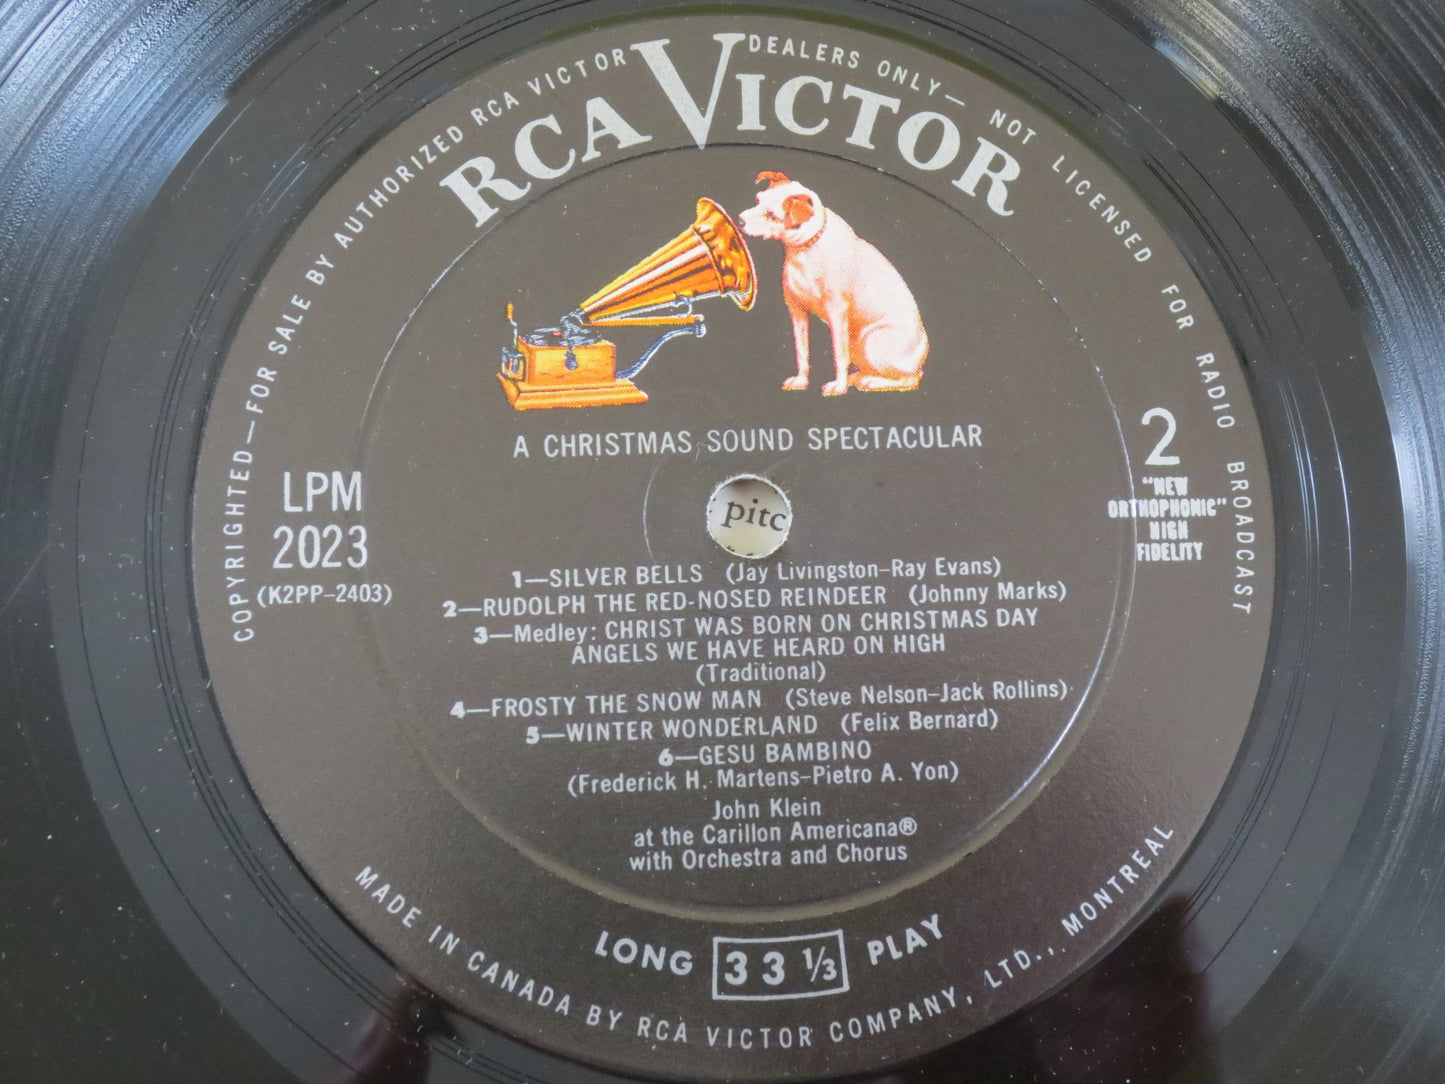 COPYRIGHTED—FOR SALE BY AUTHORIZED RCA VICTOR DEALERS ONLY—NOT LICENSED FOR RADIO BROADCAST
RCA VICTOR
A CHRISTMAS SOUND SPECTACULAR
LPM
2023
(K2PP-2403)
2
"NEW
ORTHOPHONIC"
HIGH
FIDELITY
pitc
1—SILVER BELLS (Jay Livingston–Ray Evans)
2—RUDOLPH THE RED-NOSED REINDEER (Johnny Marks)
3—Medley: CHRIST WAS BORN ON CHRISTMAS DAY
ANGELS WE HAVE HEARD ON HIGH
(Traditional)
4—FROSTY THE SNOW MAN (Steve Nelson–Jack Rollins)
5—WINTER WONDERLAND (Felix Bernard)
6—GESU BAMBINO
(Frederick H. Martens–Pietro A. Yon)
John Klein
at the Carillon Americana®
with Orchestra and Chorus
LONG 33 1/3 PLAY
MADE IN CANADA BY RCA VICTOR COMPANY, LTD., MONTREAL